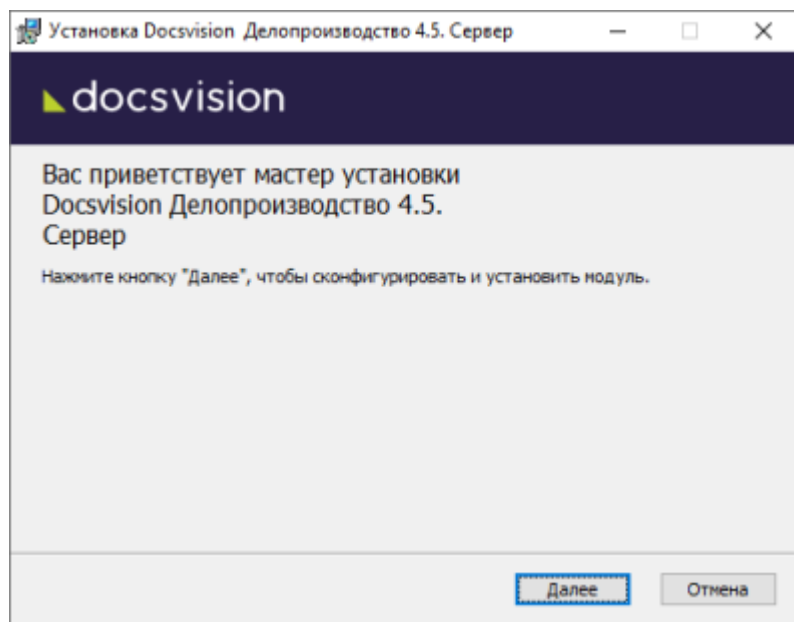 Установка Docsvision Делопроизводство 4.5. Сервер
docsvision
Вас приветствует мастер установки
Docsvision Делопроизводство 4.5.
Сервер
Нажмите кнопку "Далее", чтобы сконфигурировать и установить модуль.
Далее
Отмена